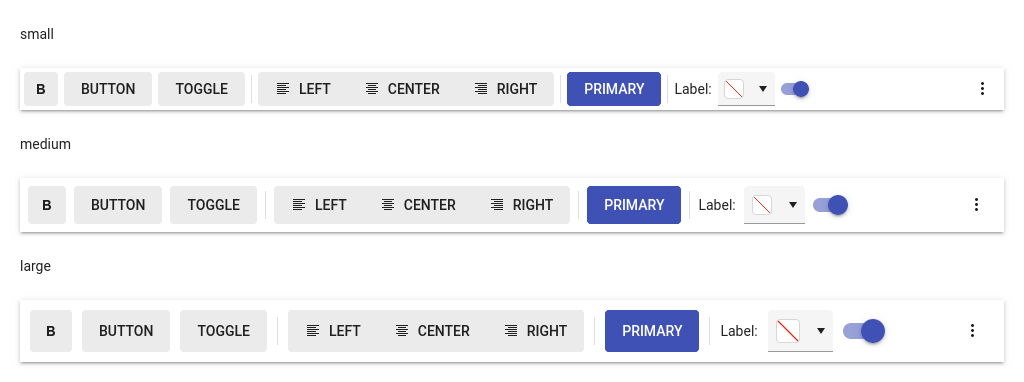 small
B BUTTON TOGGLE LEFT CENTER RIGHT PRIMARY Label:
medium
B BUTTON TOGGLE LEFT CENTER RIGHT PRIMARY Label:
large
B BUTTON TOGGLE LEFT CENTER RIGHT PRIMARY Label: